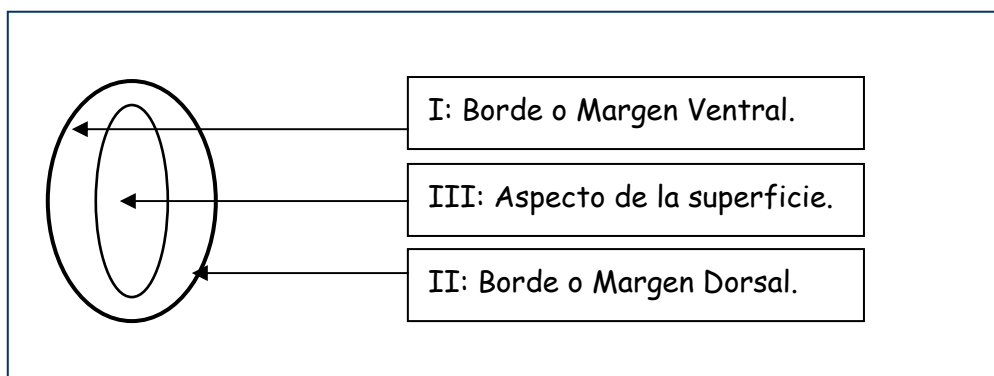 I: Borde o Margen Ventral.
III: Aspecto de la superficie.
II: Borde o Margen Dorsal.